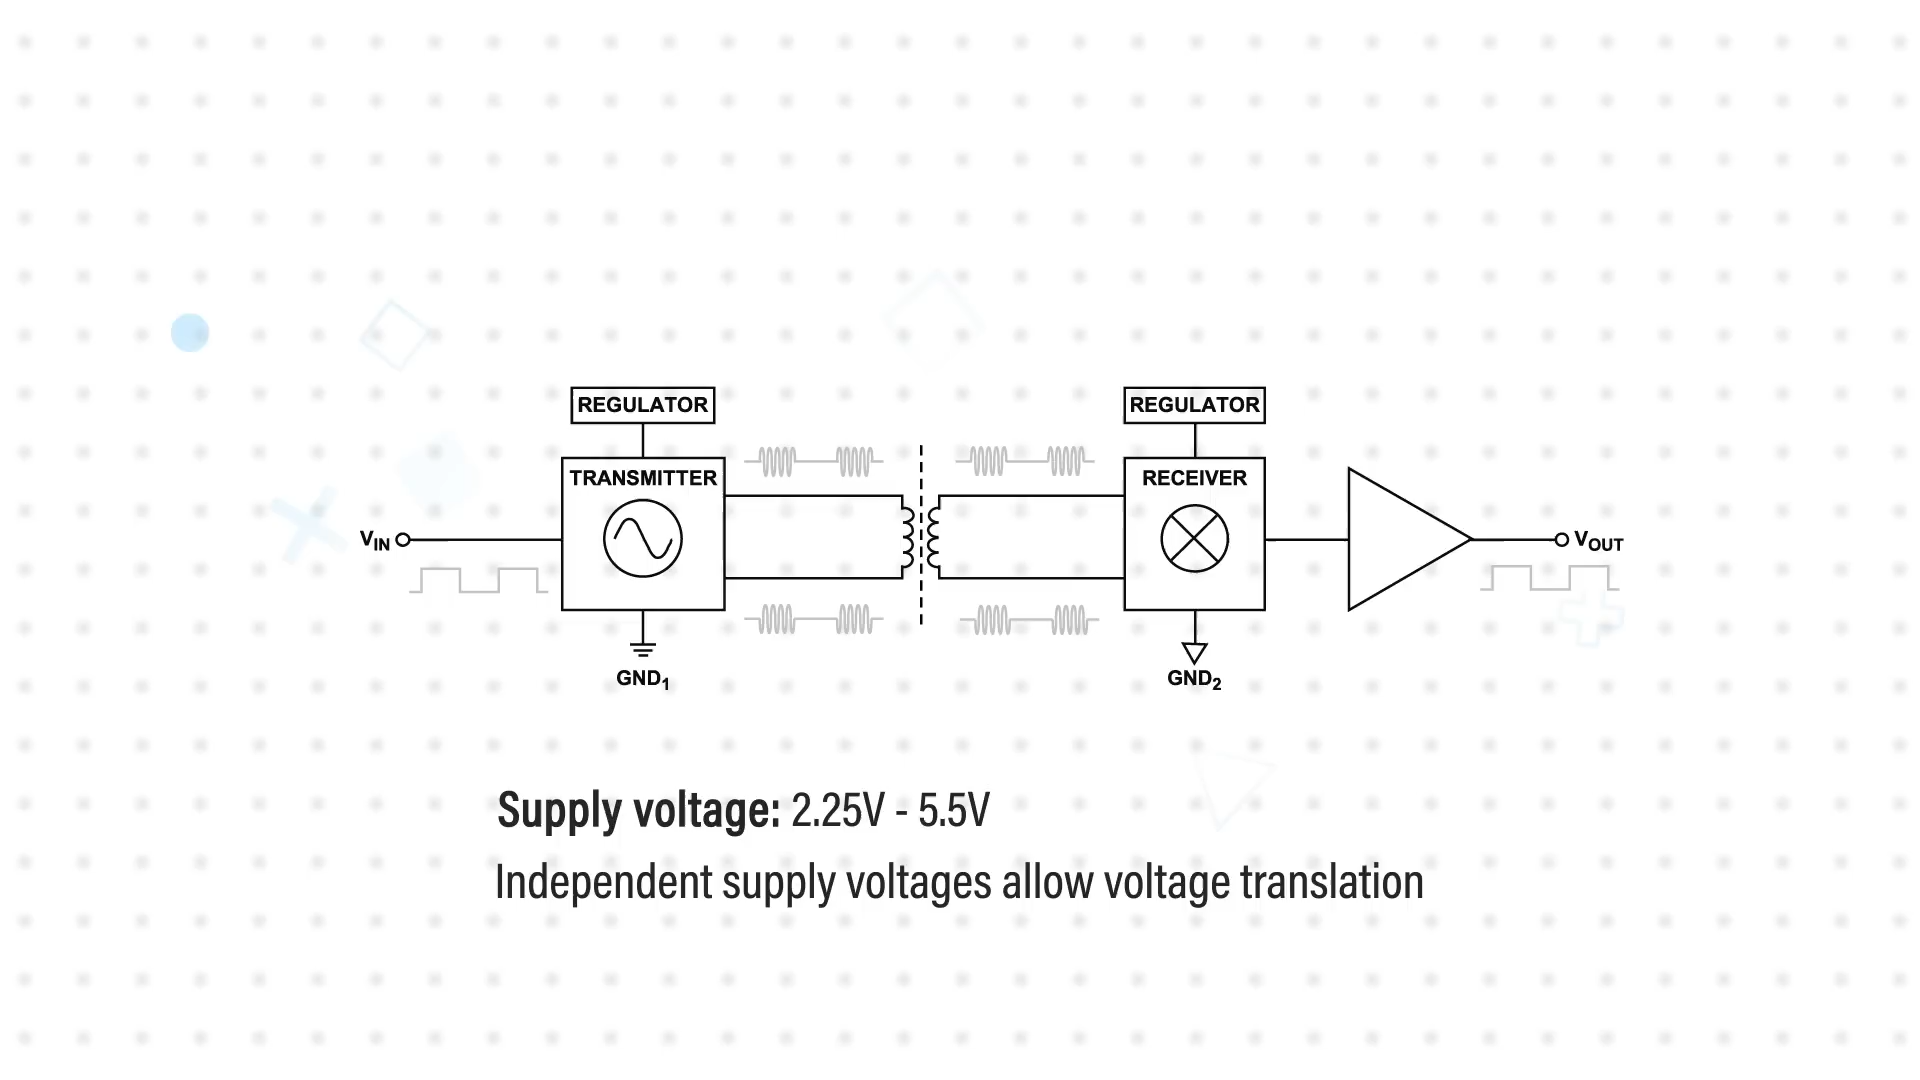 REGULATOR
REGULATOR
TRANSMITTER
RECEIVER
VIN
VOUT
GND1
GND2
Supply voltage: 2.25V - 5.5V
Independent supply voltages allow voltage translation